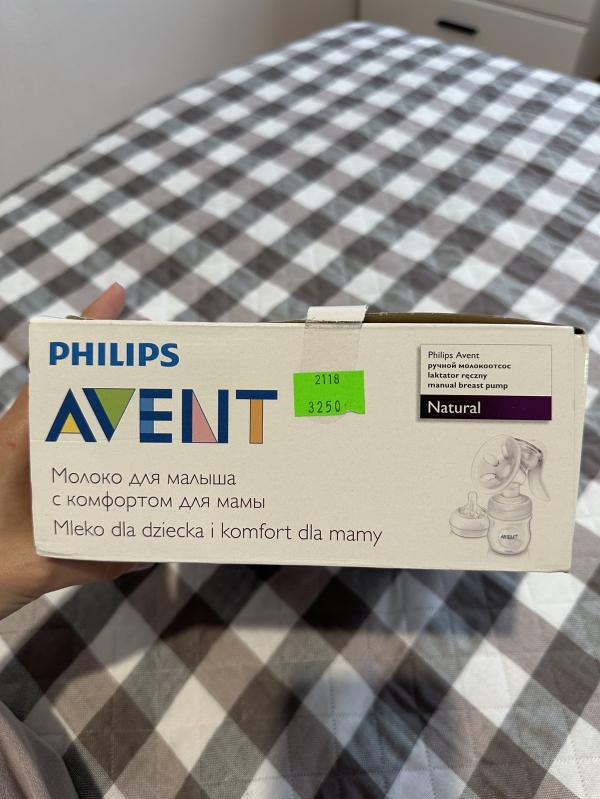 PHILIPS
AVENT
Молоко для малыша
с комфортом для мамы
Mleko dla dziecka i komfort dla mamy
2118
3250
Philips Avent
ручной молокоотсос
laktator ręczny
manual breast pump
Natural
AVENT